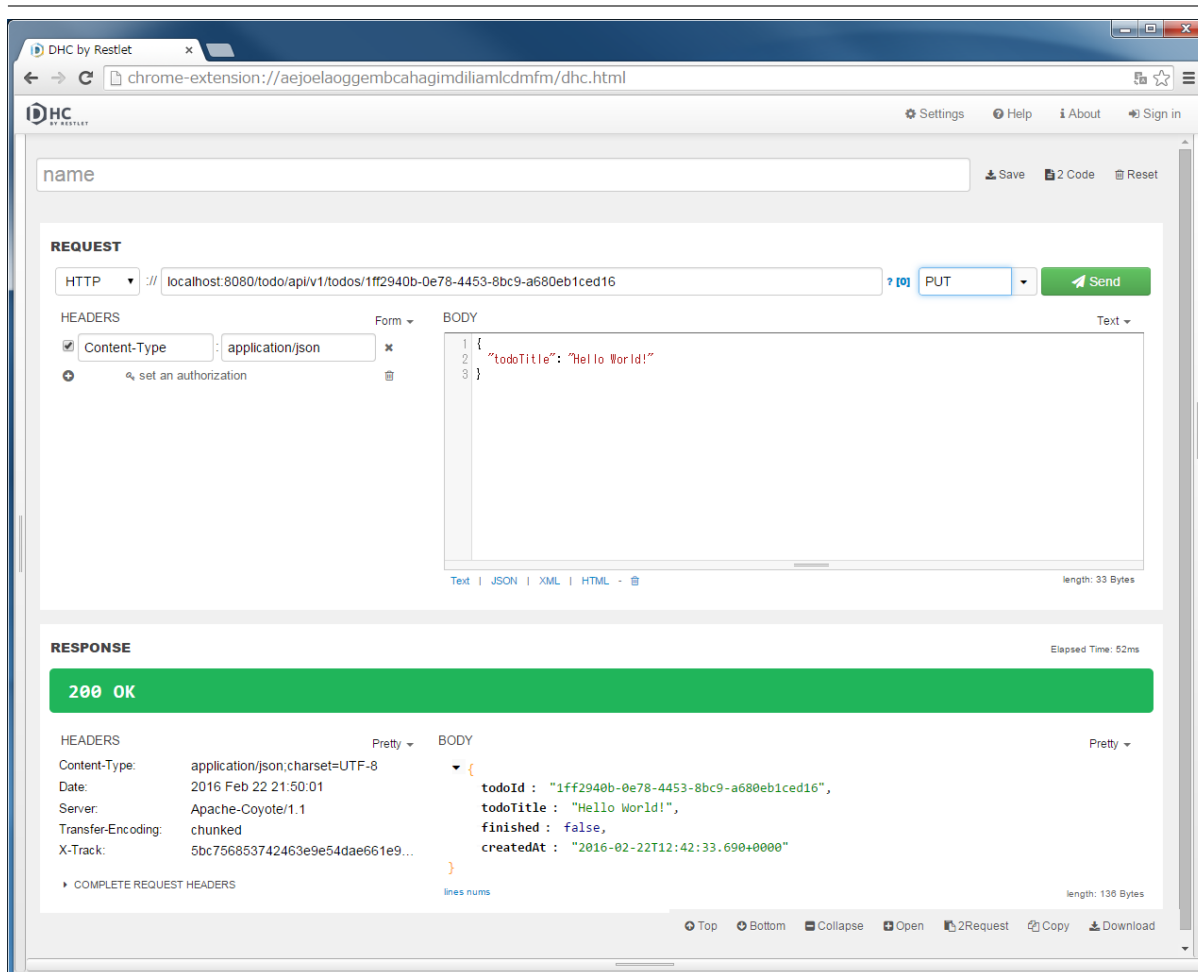 DHC by Restlet
chrome-extension://aejoelaoggembcahagimdiliamlcdmfm/dhc.html
DHC
BY RESTLET
Settings Help About Sign in
name
Save 2 Code Reset
REQUEST
HTTP :// localhost:8080/todo/api/v1/todos/1ff2940b-0e78-4453-8bc9-a680eb1ced16 ? [0] PUT Send
HEADERS Form
Content-Type : application/json
set an authorization
BODY Text
1 {
2 "todoTitle": "Hello World!"
3 }
Text | JSON | XML | HTML - length: 33 Bytes
RESPONSE Elapsed Time: 52ms
200 OK
HEADERS Pretty
Content-Type: application/json;charset=UTF-8
Date: 2016 Feb 22 21:50:01
Server: Apache-Coyote/1.1
Transfer-Encoding: chunked
X-Track: 5bc756853742463e9e54dae661e9...
COMPLETE REQUEST HEADERS
BODY Pretty
{
todoId : "1ff2940b-0e78-4453-8bc9-a680eb1ced16",
todoTitle : "Hello World!",
finished : false,
createdAt : "2016-02-22T12:42:33.690+0000"
}
lines nums length: 136 Bytes
Top Bottom Collapse Open 2Request Copy Download